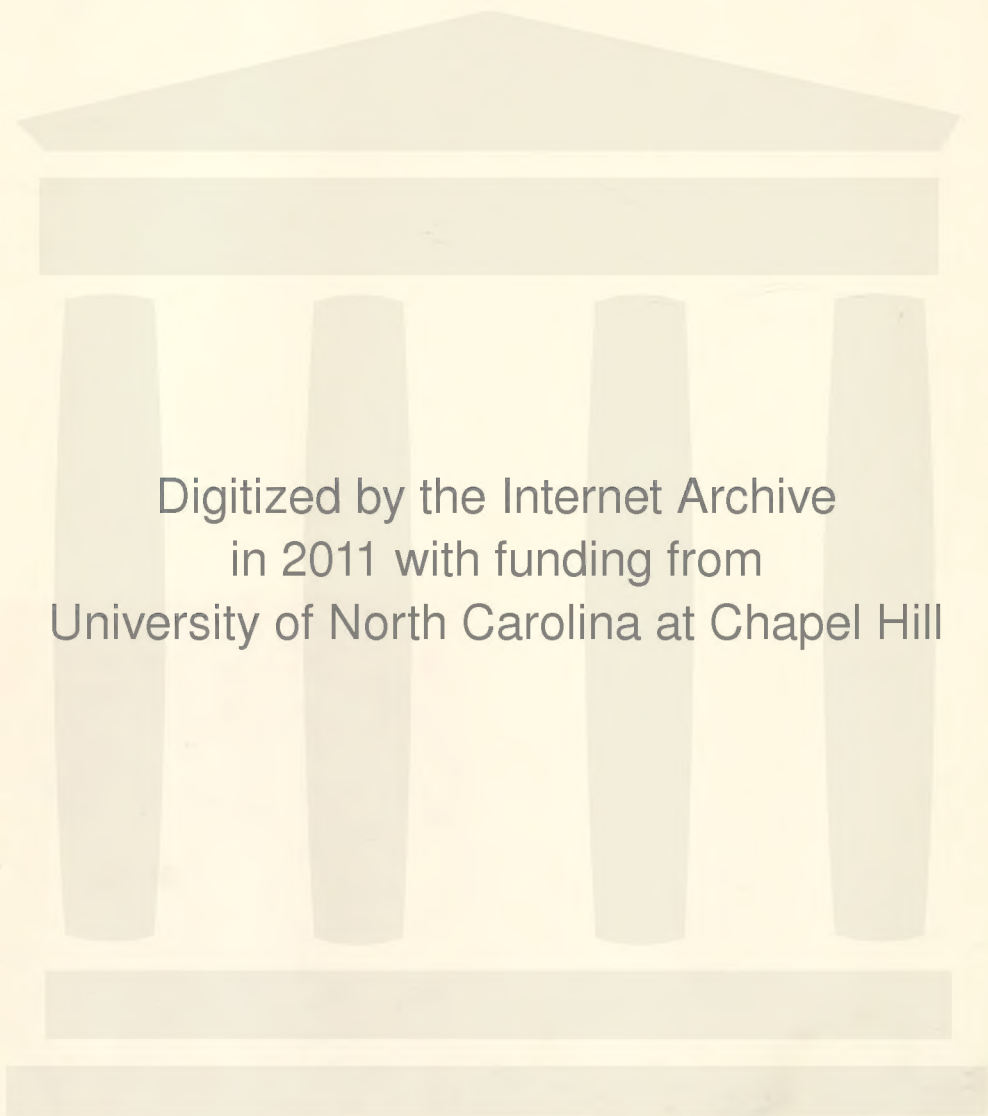 Digitized by the Internet Archive
in 2011 with funding from
University of North Carolina at Chapel Hill